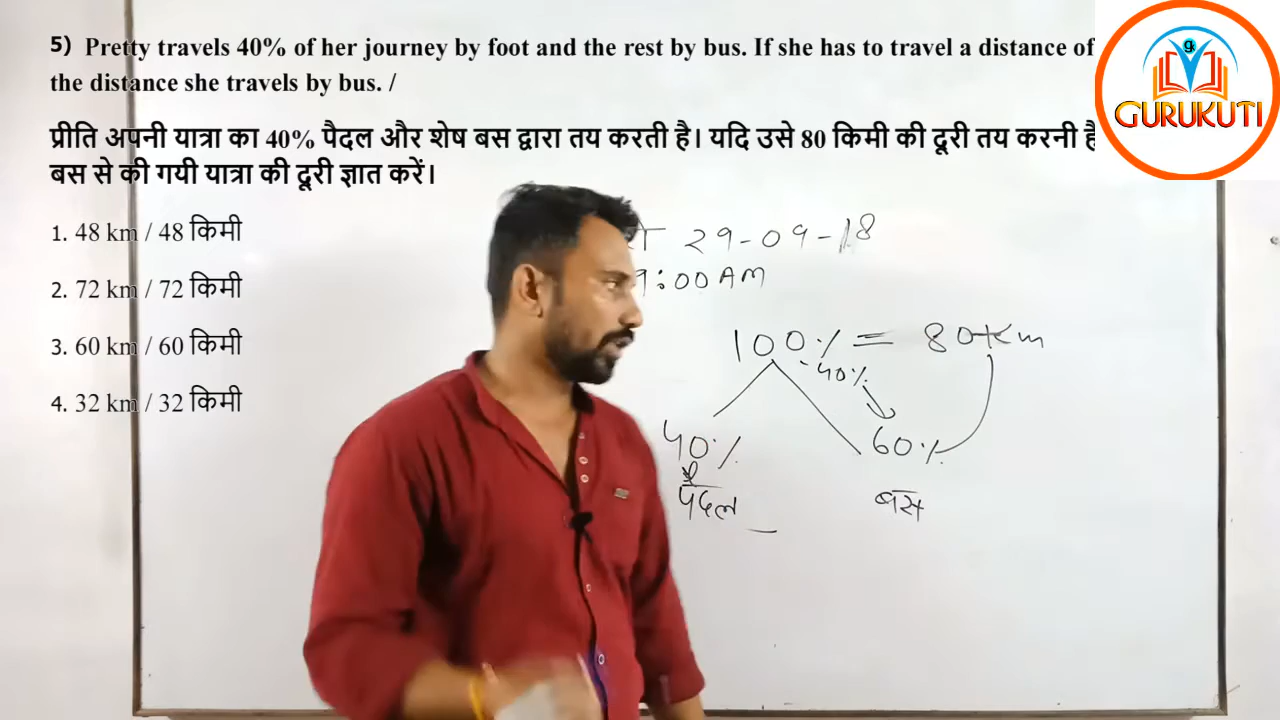 5) Pretty travels 40% of her journey by foot and the rest by bus. If she has to travel a distance of
the distance she travels by bus. /
प्रीति अपनी यात्रा का 40% पैदल और शेष बस द्वारा तय करती है। यदि उसे 80 किमी की दूरी तय करनी है
बस से की गयी यात्रा की दूरी ज्ञात करें।
1. 48 km / 48 किमी
2. 72 km / 72 किमी
3. 60 km / 60 किमी
4. 32 km / 32 किमी
gk
GURUKUTI
29-09-18
9:00 AM
100% = 80 Km
-40%
40% 60%
पैदल बस